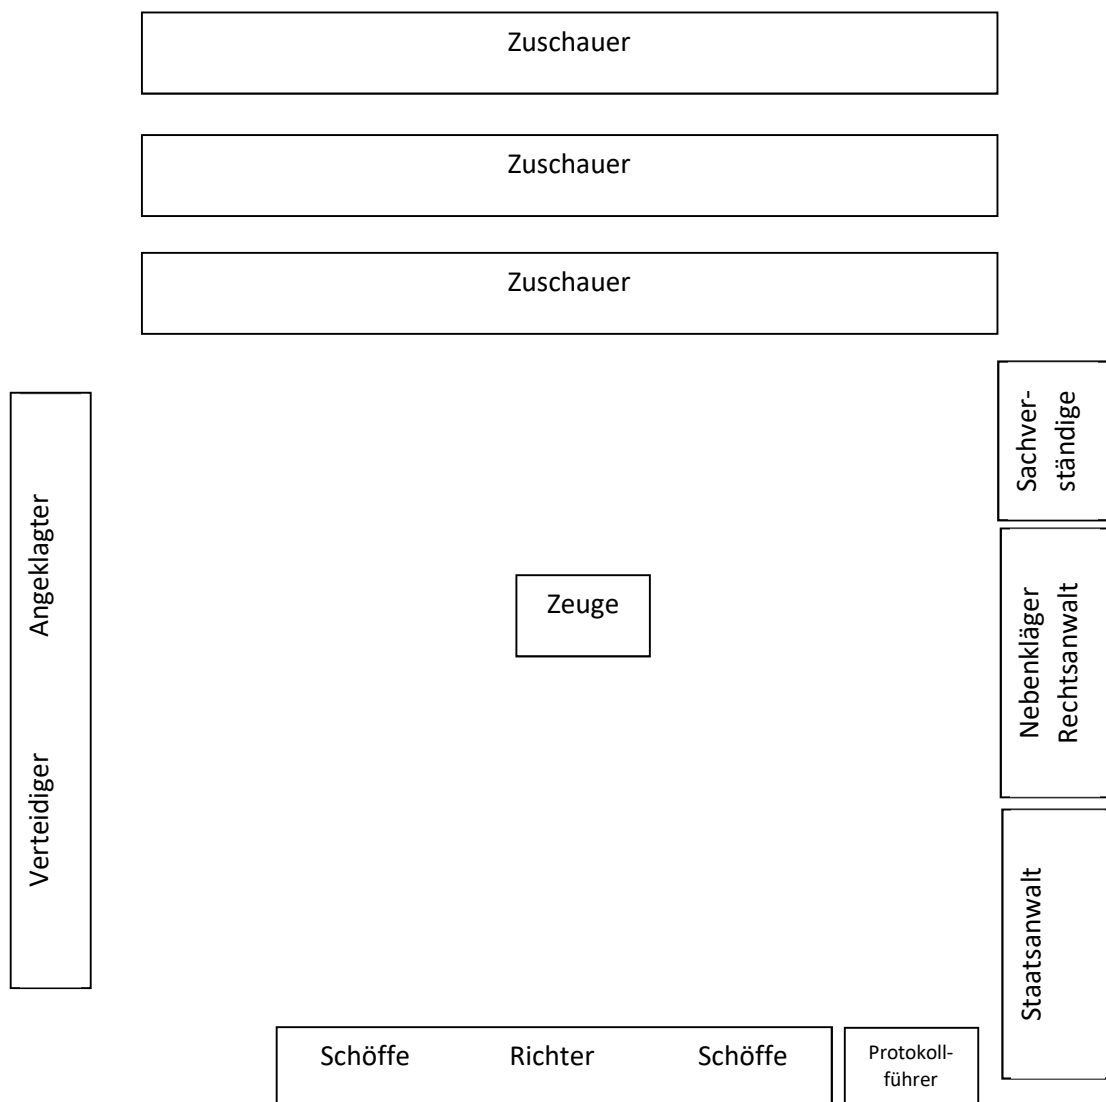 Zuschauer
Zuschauer
Zuschauer
Sachver-
ständige
Angeklagter
Zeuge
Nebenkläger
Rechtsanwalt
Verteidiger
Staatsanwalt
Schöffe Richter Schöffe
Protokoll-
führer